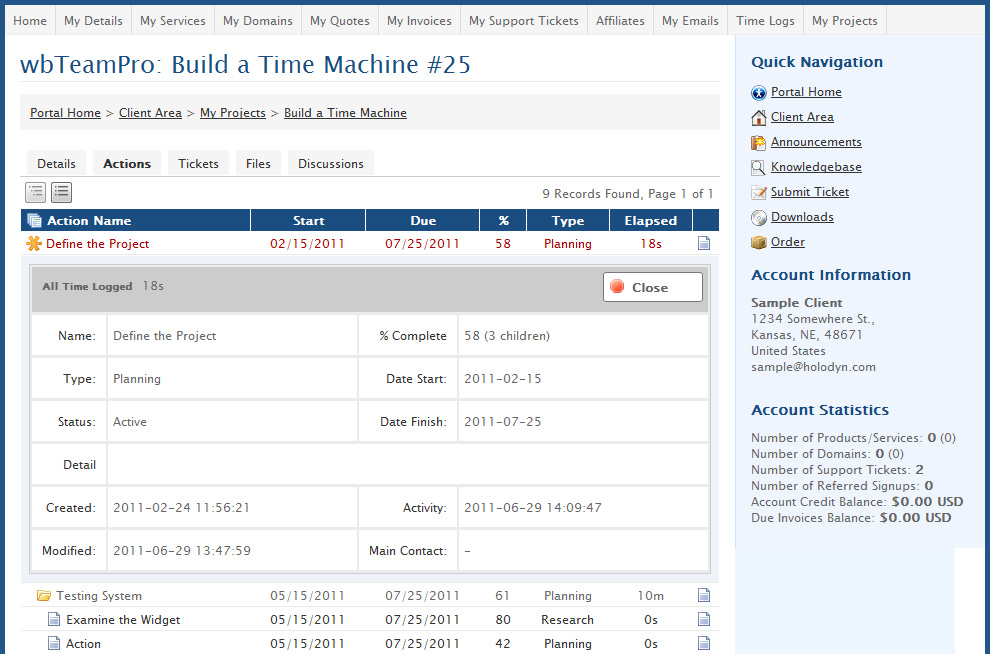 Home My Details My Services My Domains My Quotes My Invoices My Support Tickets Affiliates My Emails Time Logs My Projects
wbTeamPro: Build a Time Machine #25
Portal Home > Client Area > My Projects > Build a Time Machine
Details Actions Tickets Files Discussions
9 Records Found, Page 1 of 1
Action Name Start Due % Type Elapsed
Define the Project 02/15/2011 07/25/2011 58 Planning 18s
All Time Logged 18s Close
Name: Define the Project % Complete 58 (3 children)
Type: Planning Date Start: 2011-02-15
Status: Active Date Finish: 2011-07-25
Detail
Created: 2011-02-24 11:56:21 Activity: 2011-06-29 14:09:47
Modified: 2011-06-29 13:47:59 Main Contact: –
Testing System 05/15/2011 07/25/2011 61 Planning 10m
Examine the Widget 05/15/2011 07/25/2011 80 Research 0s
Action 05/15/2011 07/25/2011 42 Planning 0s
Quick Navigation
Portal Home
Client Area
Announcements
Knowledgebase
Submit Ticket
Downloads
Order
Account Information
Sample Client
1234 Somewhere St.,
Kansas, NE, 48671
United States
sample@holodyn.com
Account Statistics
Number of Products/Services: 0 (0)
Number of Domains: 0 (0)
Number of Support Tickets: 2
Number of Referred Signups: 0
Account Credit Balance: $0.00 USD
Due Invoices Balance: $0.00 USD